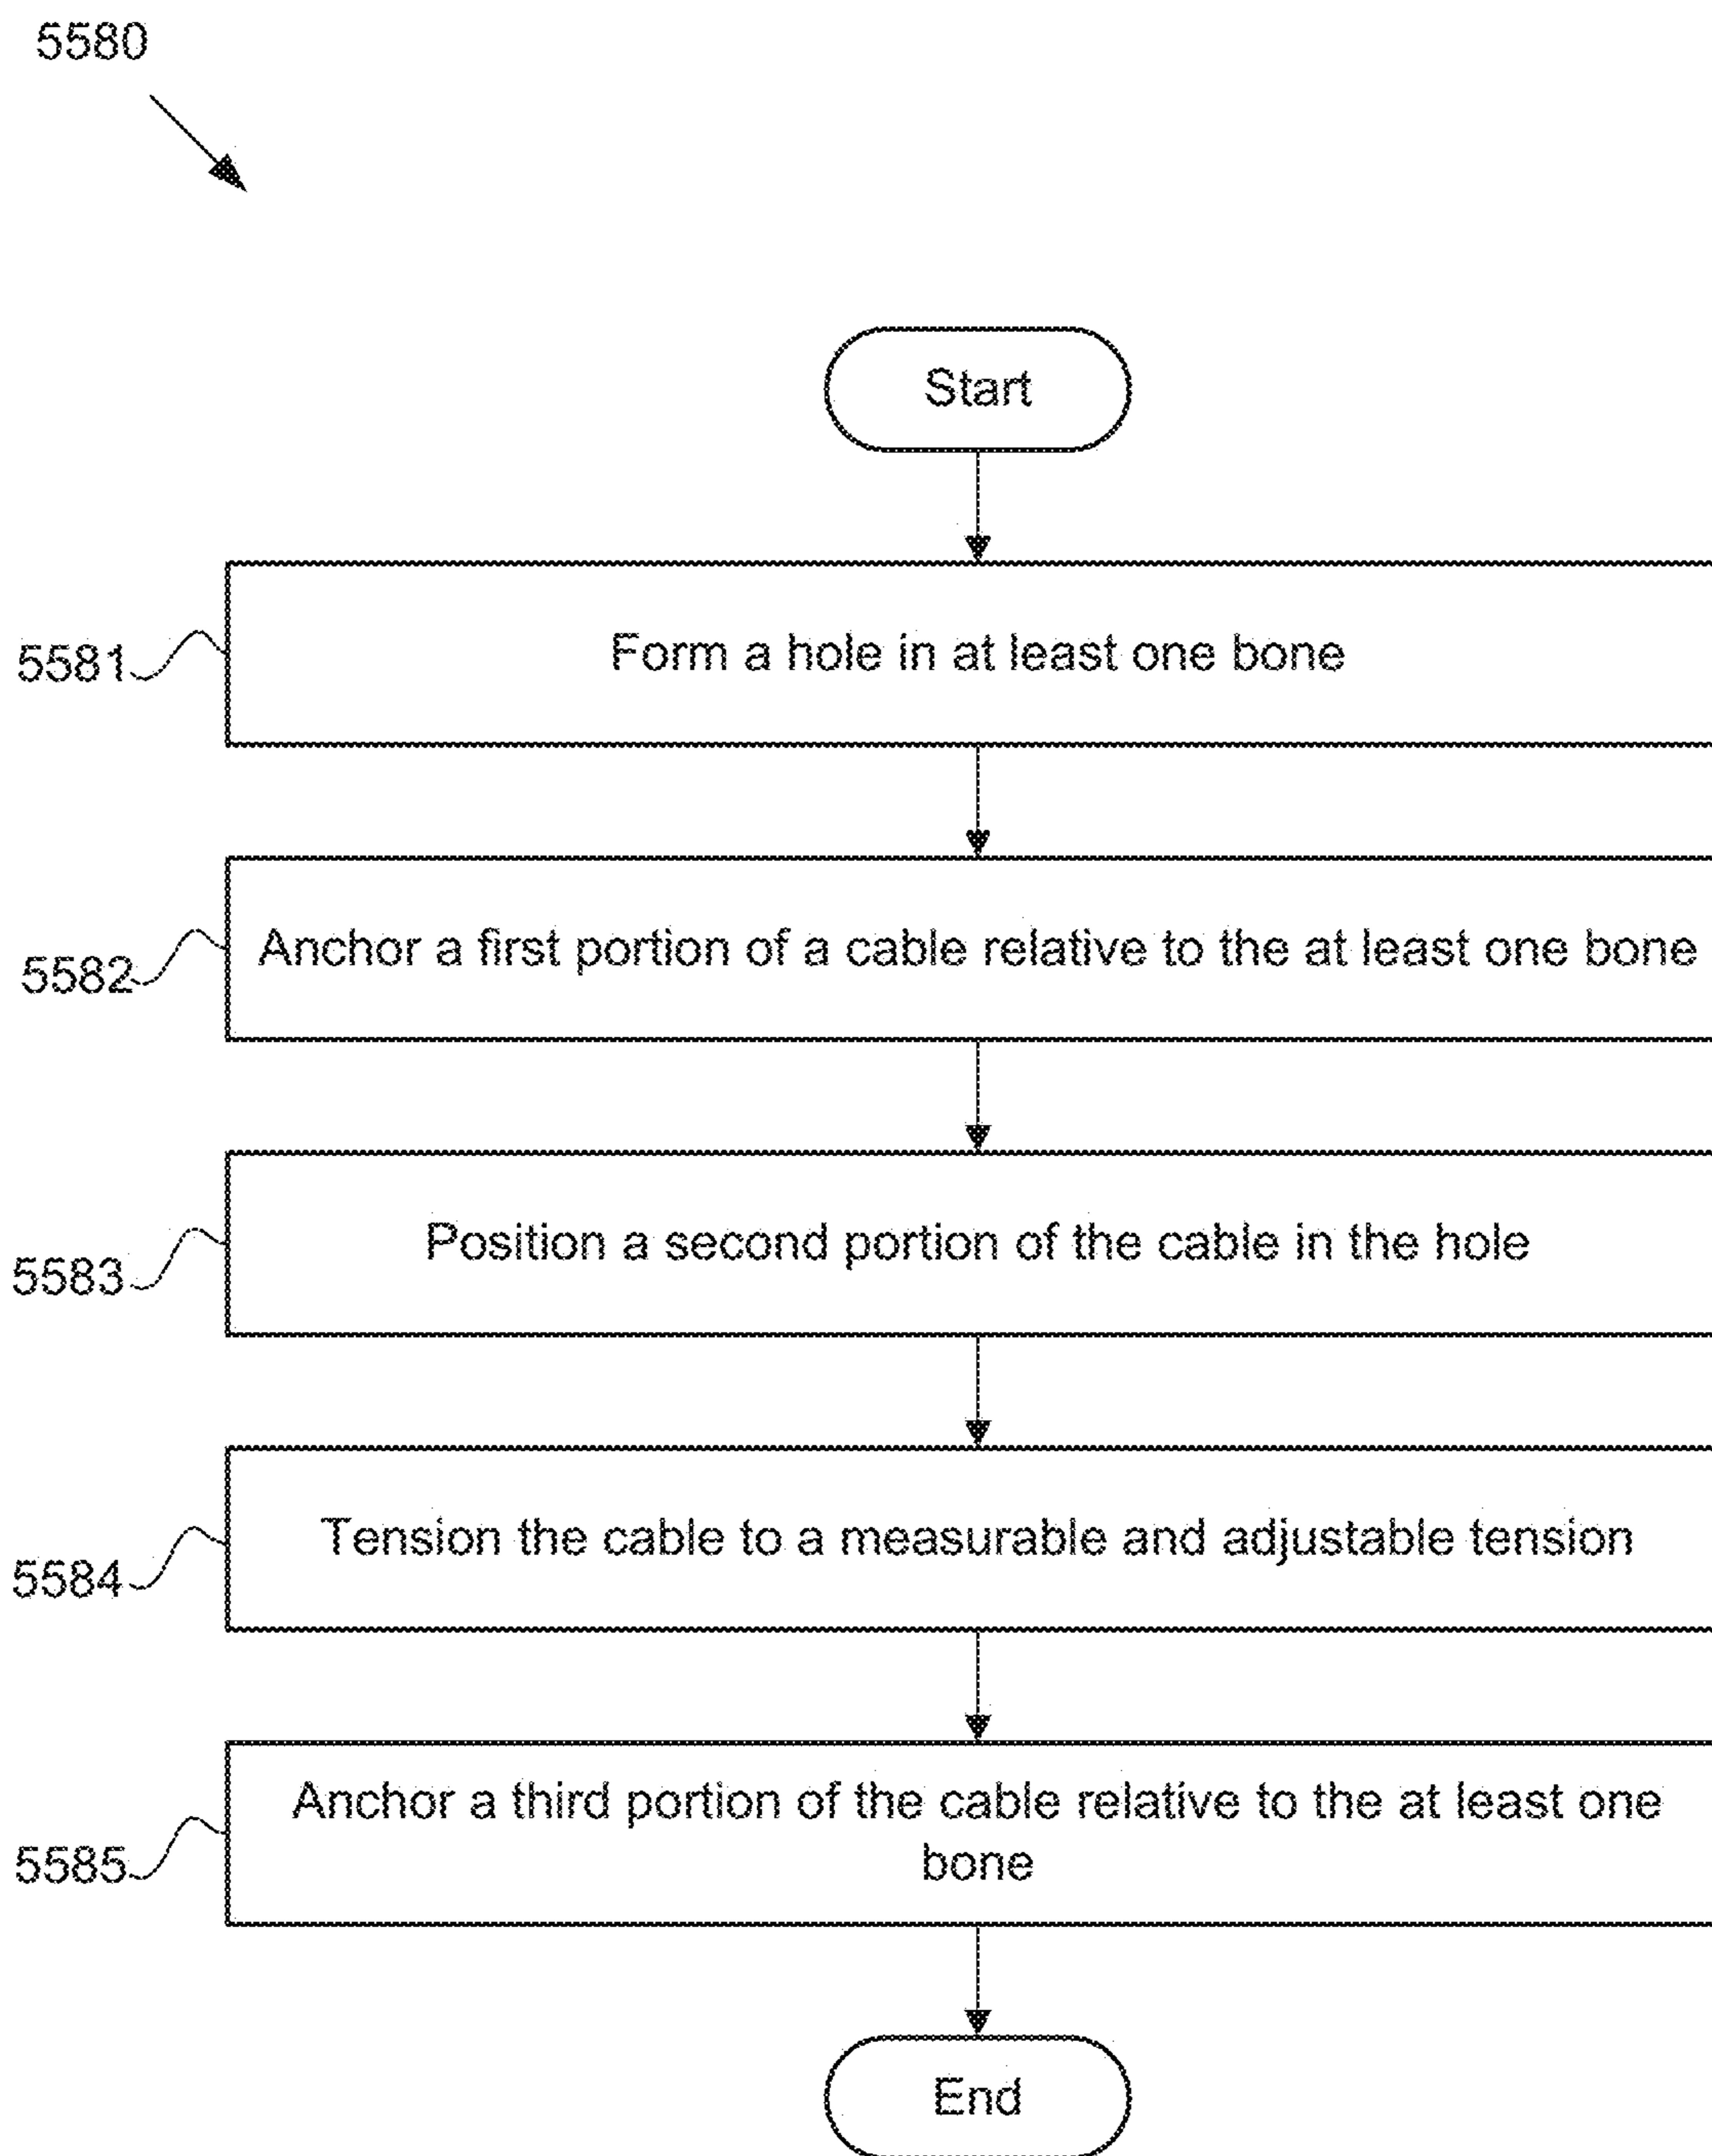 5580
Start
Form a hole in at least one bone
5581
Anchor a first portion of a cable relative to the at least one bone
5582
Position a second portion of the cable in the hole
5583
Tension the cable to a measurable and adjustable tension
5584
Anchor a third portion of the cable relative to the at least one
bone
5585
End